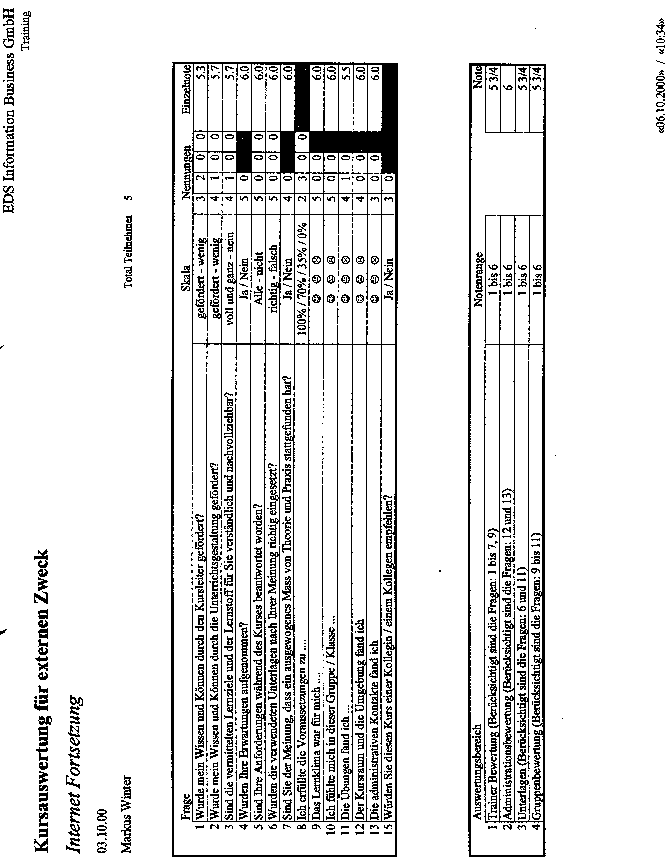 EDS Information Business GmbH
Training
Kursauswertung für externen Zweck
Internet Fortsetzung
03.10.00
Markus Winter Total Teilnehmer 5
Frage Skala Nennungen Einzelnote
1 Wurde mein Wissen und Können durch den Kursleiter gefördert? gefördert - wenig 3 2 0 0 5.3
2 Wurde mein Wissen und Können durch die Unterrichtsgestaltung gefördert? gefördert - wenig 4 1 0 0 5.7
3 Sind die vermittelten Lernziele und der Lernstoff für Sie verständlich und nachvollziehbar? voll und ganz - nein 4 1 0 0 5.7
4 Wurden Ihre Erwartungen aufgenommen? Ja / Nein 5 0 6.0
5 Sind Ihre Anforderungen während des Kurses beantwortet worden? Alle - nicht 5 0 0 0 6.0
6 Wurden die verwendeten Unterlagen nach Ihrer Meinung richtig eingesetzt? richtig - falsch 5 0 0 0 6.0
7 Sind Sie der Meinung, dass ein ausgewogenes Mass von Theorie und Praxis stattgefunden hat? Ja / Nein 4 0 6.0
8 Ich erfüllte die Voraussetzungen zu ... 100% / 70% / 35% / 0% 2 3 0 0
9 Das Lernklima war für mich ... ☺ 😐 ☹ 5 0 0 6.0
10 Ich fühlte mich in dieser Gruppe / Klasse ... ☺ 😐 ☹ 5 0 0 6.0
11 Die Übungen fand ich ... ☺ 😐 ☹ 4 1 0 5.5
12 Der Kursraum und die Umgebung fand ich ☺ 😐 ☹ 4 0 0 6.0
13 Die administrativen Kontakte fand ich ☺ 😐 ☹ 3 0 0 6.0
15 Würden Sie diesen Kurs einer Kollegin / einem Kollegen empfehlen? Ja / Nein 3 0
Auswertungsbereich Notenrange Note
1 Trainer Bewertung (Berücksichtigt sind die Fragen: 1 bis 7, 9) 1 bis 6 5 3/4
2 Administrationsbewertung (Berücksichtigt sind die Fragen: 12 und 13) 1 bis 6 6
3 Unterlagen (Berücksichtigt sind die Fragen: 6 und 11) 1 bis 6 5 3/4
4 Gruppenbewertung (Berücksichtigt sind die Fragen: 9 bis 11) 1 bis 6 5 3/4
«06.10.2000» / «10:34»